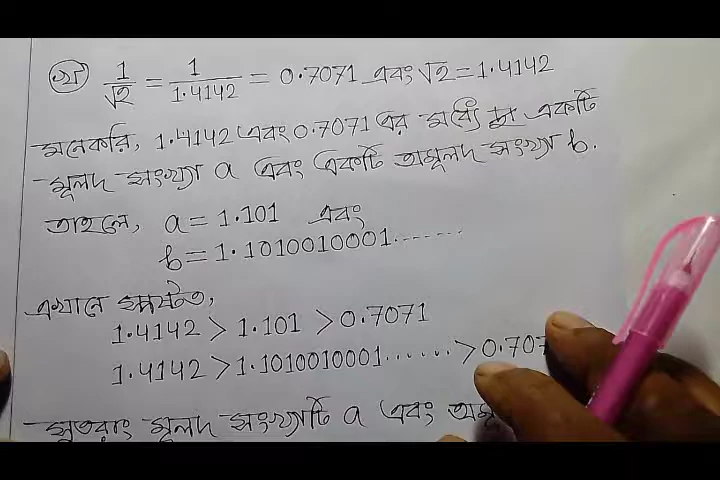 খ) 1/√2 = 1/1.4142 = 0.7071 এবং √2 = 1.4142
মনেকরি, 1.4142 এবং 0.7071 এর মধ্যে একটি
মূলদ সংখ্যা a এবং একটি অমূলদ সংখ্যা b.
তাহলে, a = 1.101 এবং
b = 1.1010010001.......
এখানে স্পষ্টত,
1.4142 > 1.101 > 0.7071
1.4142 > 1.1010010001...... > 0.707
সুতরাং মূলদ সংখ্যাটি a এবং